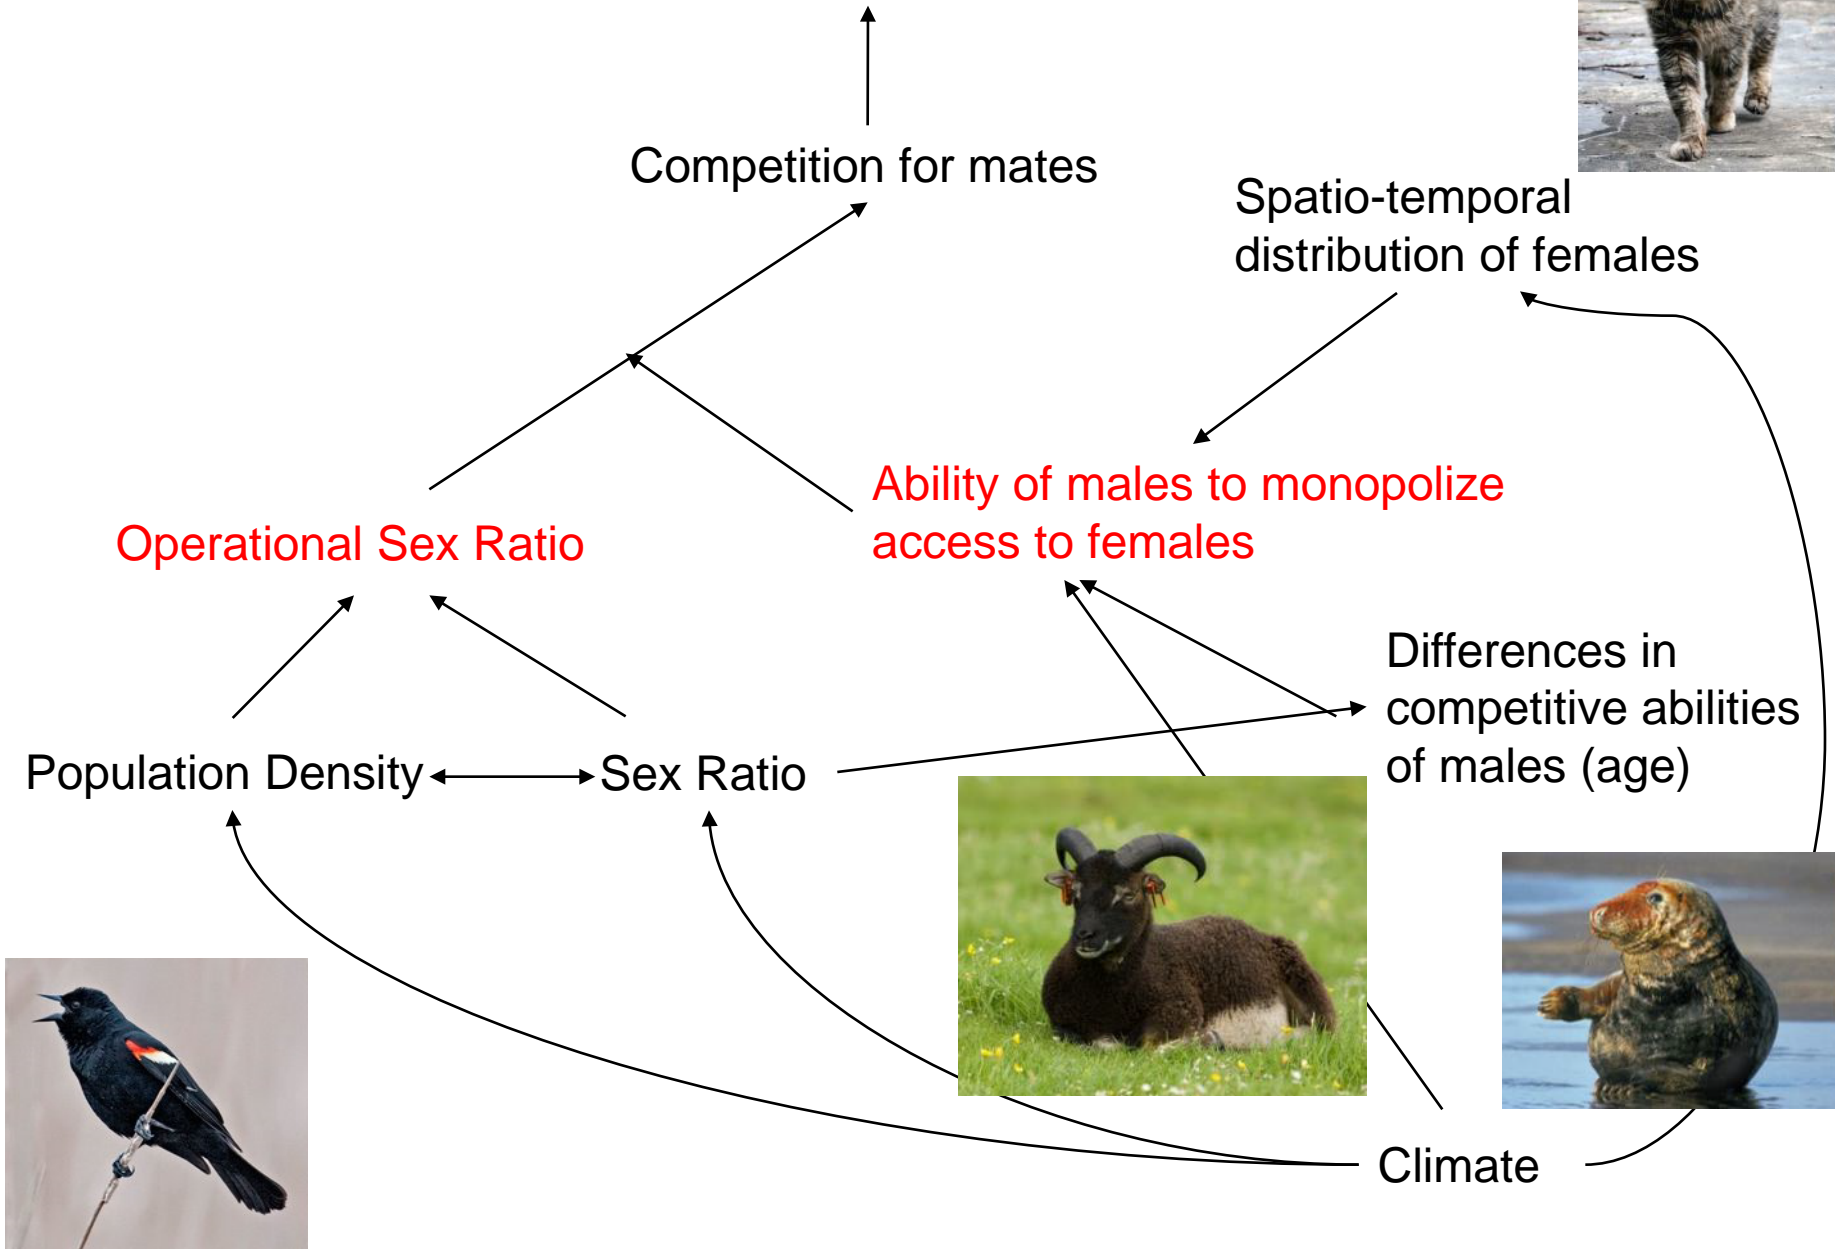 Competition for mates
Spatio-temporal
distribution of females
Ability of males to monopolize
access to females
Operational Sex Ratio
Differences in
competitive abilities
of males (age)
Population Density
Sex Ratio
Climate